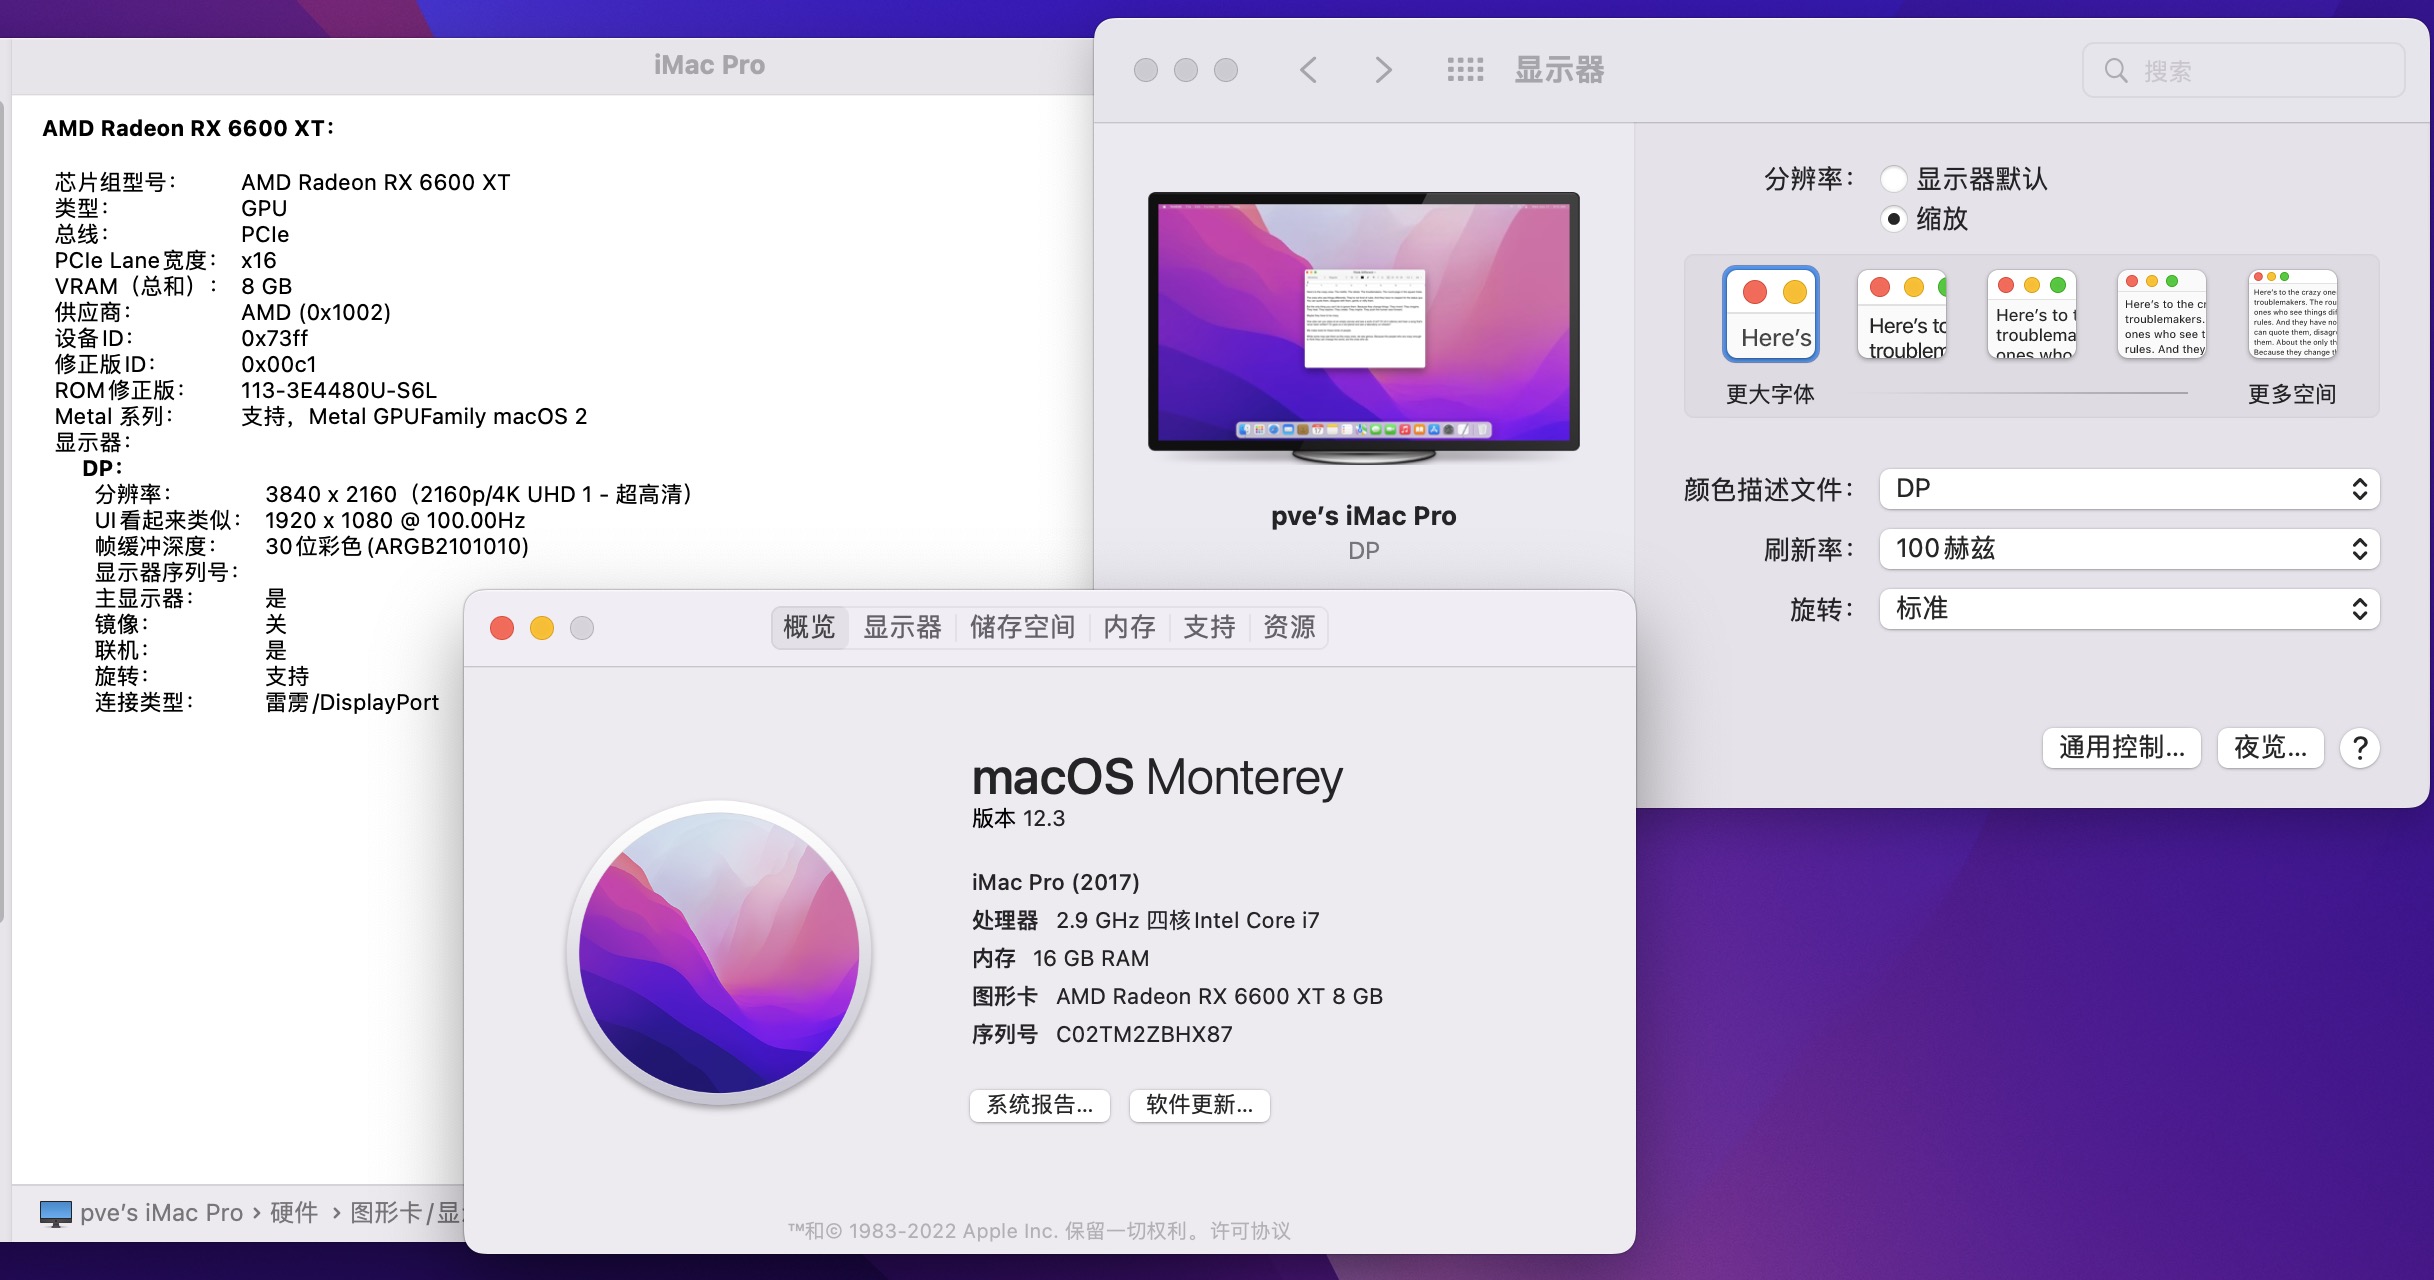 iMac Pro
AMD Radeon RX 6600 XT：
芯片组型号： AMD Radeon RX 6600 XT
类型： GPU
总线： PCIe
PCIe Lane宽度： x16
VRAM（总和）： 8 GB
供应商： AMD (0x1002)
设备ID： 0x73ff
修正版ID： 0x00c1
ROM修正版： 113-3E4480U-S6L
Metal 系列： 支持，Metal GPUFamily macOS 2
显示器：
DP：
分辨率： 3840 x 2160（2160p/4K UHD 1 - 超高清）
UI看起来类似： 1920 x 1080 @ 100.00Hz
帧缓冲深度： 30位彩色 (ARGB2101010)
显示器序列号：
主显示器： 是
镜像： 关
联机： 是
旋转： 支持
连接类型： 雷雳/DisplayPort
pve's iMac Pro › 硬件 › 图形卡/显
显示器
搜索
pve's iMac Pro
DP
分辨率： 显示器默认
缩放
Here's
Here's to
troublem
Here's to t
troublema
ones who
Here's to the cr
troublemakers.
ones who see t
rules. And they
Here's to the crazy one
troublemakers. The rou
ones who see things dif
rules. And they have no
can quote them, disagr
them. About the only th
Because they change th
更大字体 更多空间
颜色描述文件： DP
刷新率： 100赫兹
旋转： 标准
通用控制... 夜览... ?
概览 显示器 储存空间 内存 支持 资源
macOS Monterey
版本 12.3
iMac Pro (2017)
处理器 2.9 GHz 四核Intel Core i7
内存 16 GB RAM
图形卡 AMD Radeon RX 6600 XT 8 GB
序列号 C02TM2ZBHX87
系统报告... 软件更新...
™和© 1983-2022 Apple Inc. 保留一切权利。许可协议